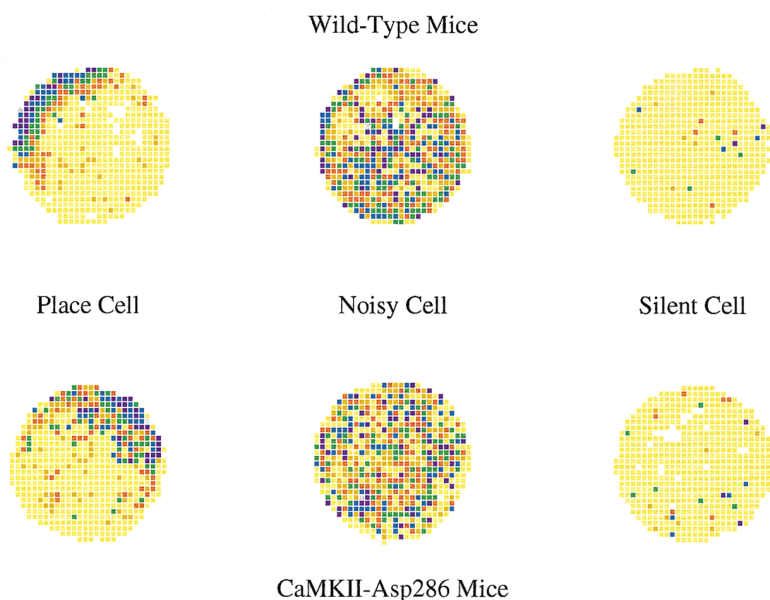 Wild-Type Mice
Place Cell
Noisy Cell
Silent Cell
CaMKII-Asp286 Mice